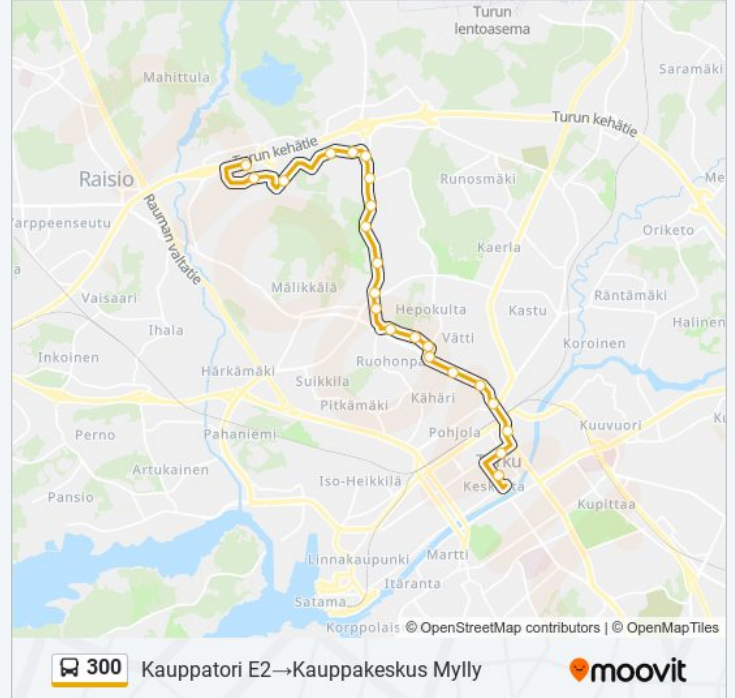 Turun
lentoasema
Mahittula
Saramäki
Turun kehätie
Turun kehätie
Raisio
Runosmäki
Me
Rauman valtatie
arppeenseutu
Oriketo
Kaerla
a
Mälikkälä
Räntämäki
Vaisaari
Hepokulta
Kastu
Halinen
Ihala
Vätti
Koroinen
Inkoinen
Ruohonpä
Härkämäki
Suikkila
Kähäri
Pitkämäki
Ku
Kuuvuori
Perno
Pahaniemi
Pohjola
Turku
Artukainen
Iso-Heikkilä
Keskusta
Pansio
Kupittaa
Linnakaupunki
Martti
Itäranta
Satama
Korppolais
© OpenStreetMap contributors | © OpenMapTiles
300 Kauppatori E2→Kauppakeskus Mylly
moovit